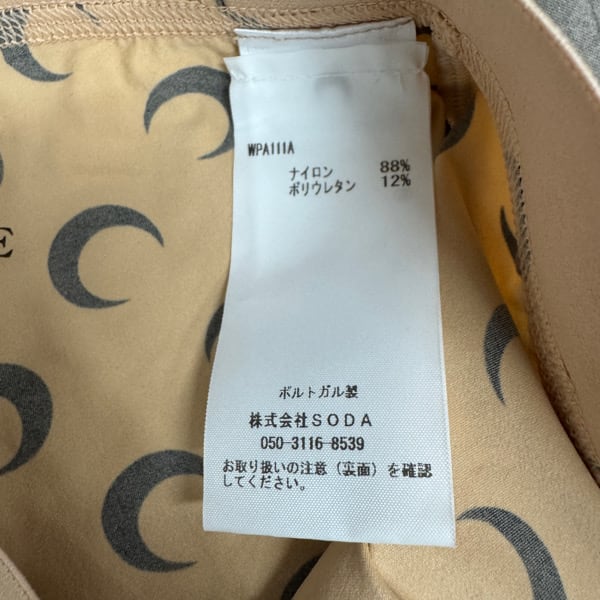 E
WPA111A
ナイロン 88%
ポリウレタン 12%
ポルトガル製
株式会社SODA
050-3116-8539
お取り扱いの注意（裏面）を確認
してください。